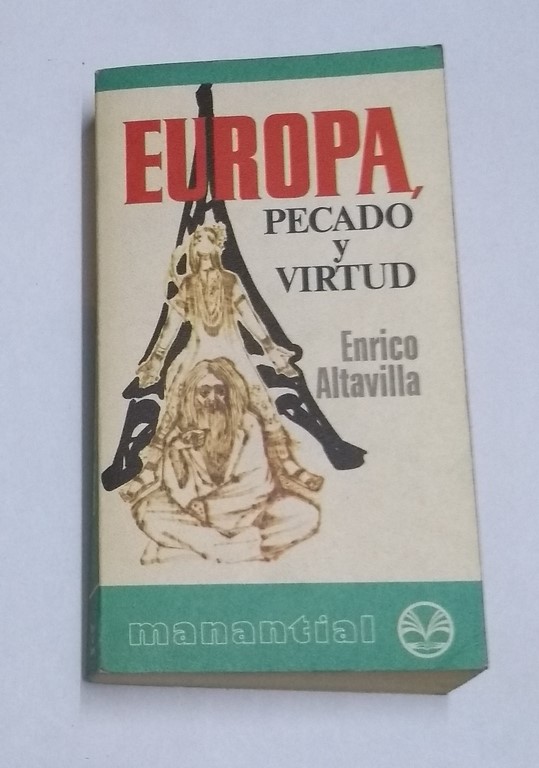 EUROPA,
PECADO
y
VIRTUD
Enrico
Altavilla
manantial